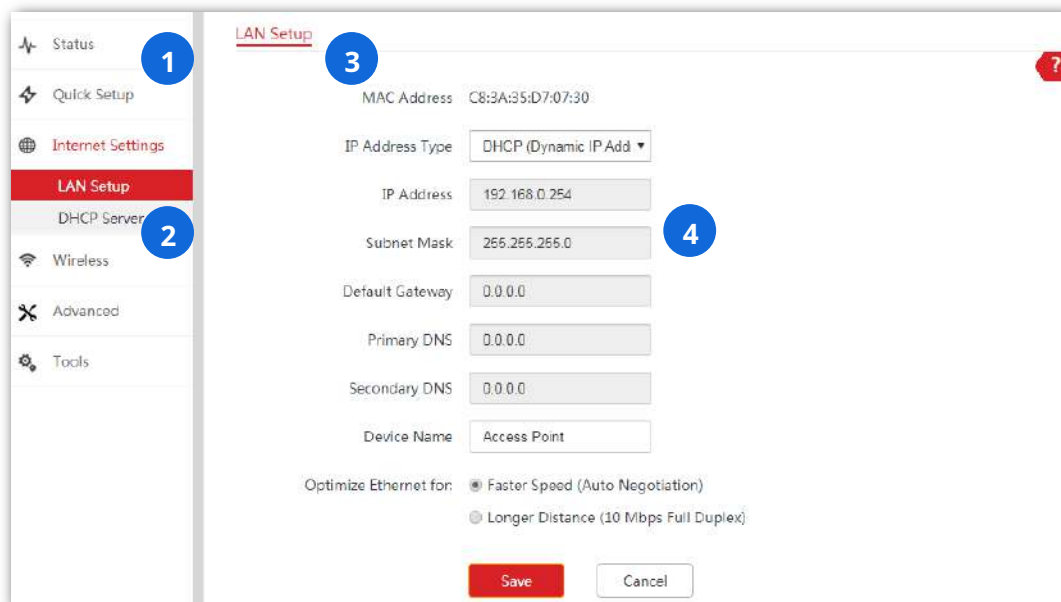 Status
1
Quick Setup
Internet Settings
LAN Setup
DHCP Server
2
Wireless
Advanced
Tools
LAN Setup
3
?
MAC Address C8:3A:35:D7:07:30
IP Address Type DHCP (Dynamic IP Add
IP Address 192.168.0.254
Subnet Mask 255.255.255.0
4
Default Gateway 0.0.0.0
Primary DNS 0.0.0.0
Secondary DNS 0.0.0.0
Device Name Access Point
Optimize Ethernet for: Faster Speed (Auto Negotiation)
Longer Distance (10 Mbps Full Duplex)
Save Cancel